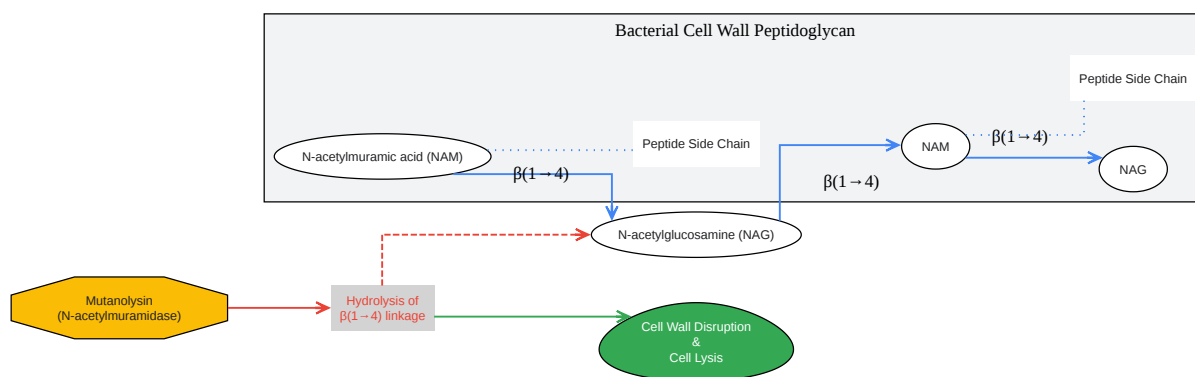 Bacterial Cell Wall Peptidoglycan
Peptide Side Chain
β(1→4)
NAM
Peptide Side Chain
N-acetylmuramic acid (NAM)
NAG
β(1→4)
β(1→4)
N-acetylglucosamine (NAG)
Mutanolysin
(N-acetylmuramidase)
Hydrolysis of
β(1→4) linkage
Cell Wall Disruption
&
Cell Lysis